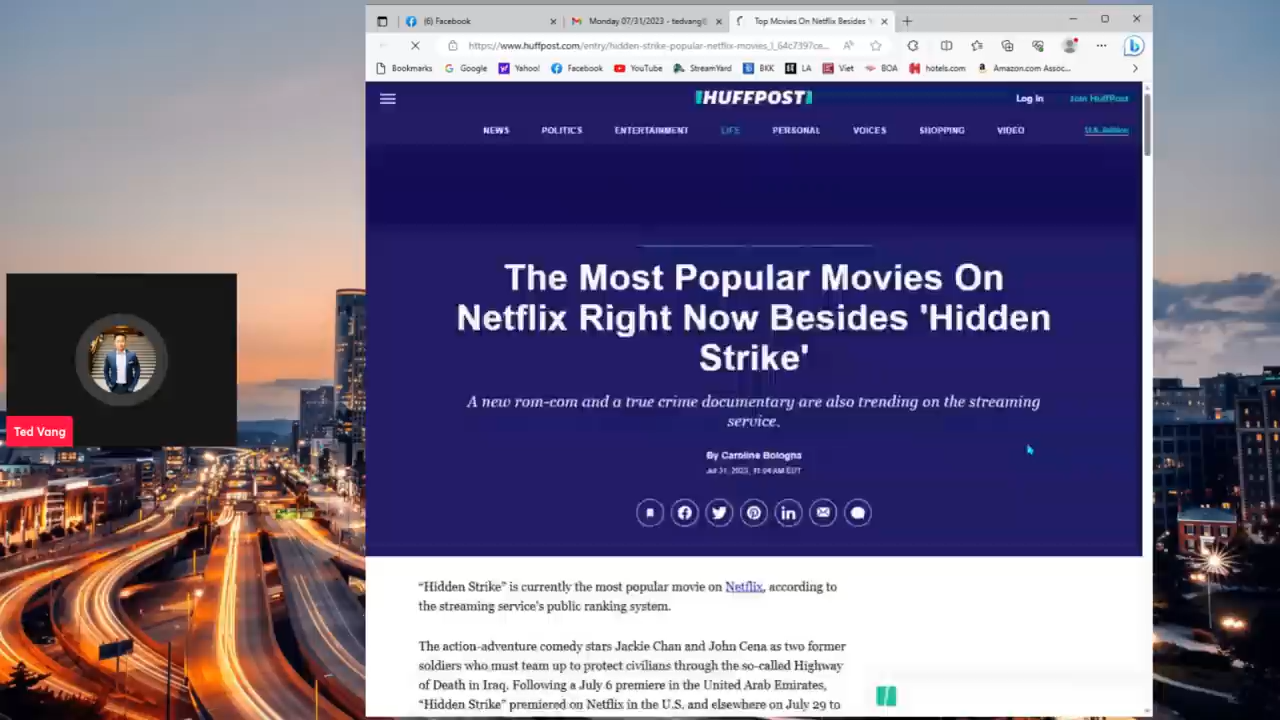 (6) Facebook
Monday 07/31/2023 - tedvang@
Top Movies On Netflix Besides '
https://www.huffpost.com/entry/hidden-strike-popular-netflix-movies_l_64c7397ce...
Bookmarks Google Yahoo! Facebook YouTube StreamYard BKK LA Viet BOA hotels.com Amazon.com Assoc...
HUFFPOST
Log In Join HuffPost
NEWS POLITICS ENTERTAINMENT LIFE PERSONAL VOICES SHOPPING VIDEO U.S. Edition
The Most Popular Movies On
Netflix Right Now Besides 'Hidden
Strike'
A new rom-com and a true crime documentary are also trending on the streaming
service.
By Caroline Bologna
Jul 31, 2023, 11:04 AM EDT
Ted Vang
“Hidden Strike” is currently the most popular movie on Netflix, according to
the streaming service’s public ranking system.
The action-adventure comedy stars Jackie Chan and John Cena as two former
soldiers who must team up to protect civilians through the so-called Highway
of Death in Iraq. Following a July 6 premiere in the United Arab Emirates,
“Hidden Strike” premiered on Netflix in the U.S. and elsewhere on July 29 to